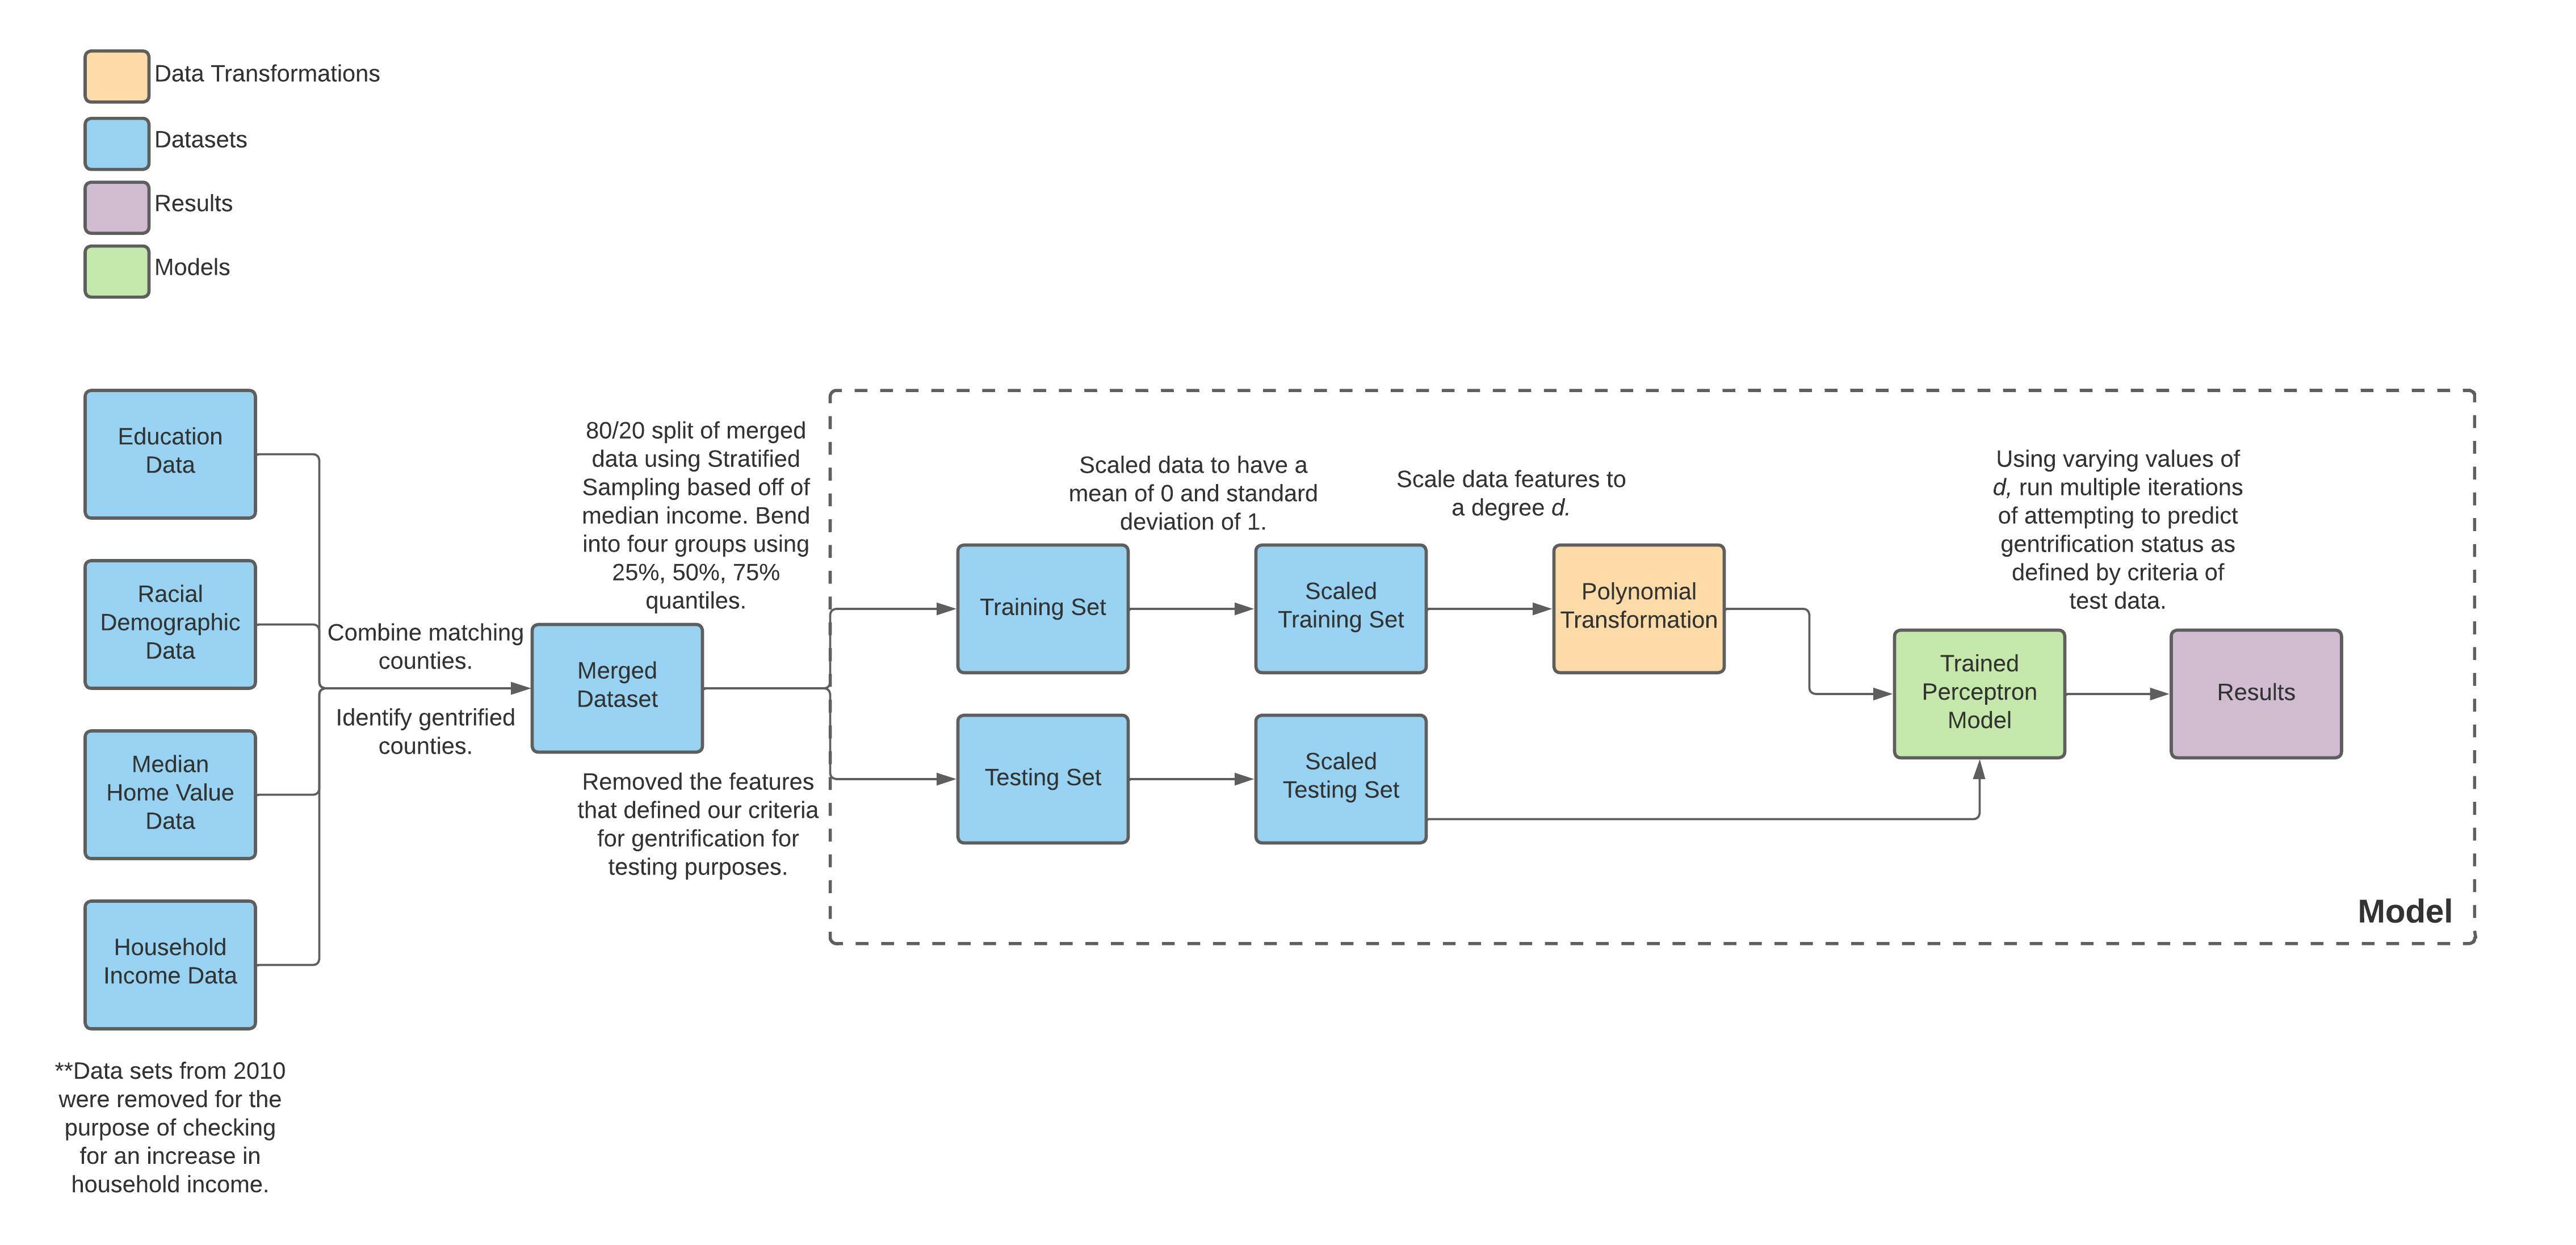 Data Transformations
Datasets
Results
Models
Education
Data
Racial
Demographic
Data
Median
Home Value
Data
Household
Income Data
**Data sets from 2010
were removed for the
purpose of checking
for an increase in
household income.
Combine matching
counties.
Identify gentrified
counties.
Merged
Dataset
80/20 split of merged
data using Stratified
Sampling based off of
median income. Bend
into four groups using
25%, 50%, 75%
quantiles.
Removed the features
that defined our criteria
for gentrification for
testing purposes.
Training Set
Testing Set
Scaled data to have a
mean of 0 and standard
deviation of 1.
Scaled
Training Set
Scaled
Testing Set
Scale data features to
a degree d.
Polynomial
Transformation
Trained
Perceptron
Model
Using varying values of
d, run multiple iterations
of attempting to predict
gentrification status as
defined by criteria of
test data.
Results
Model